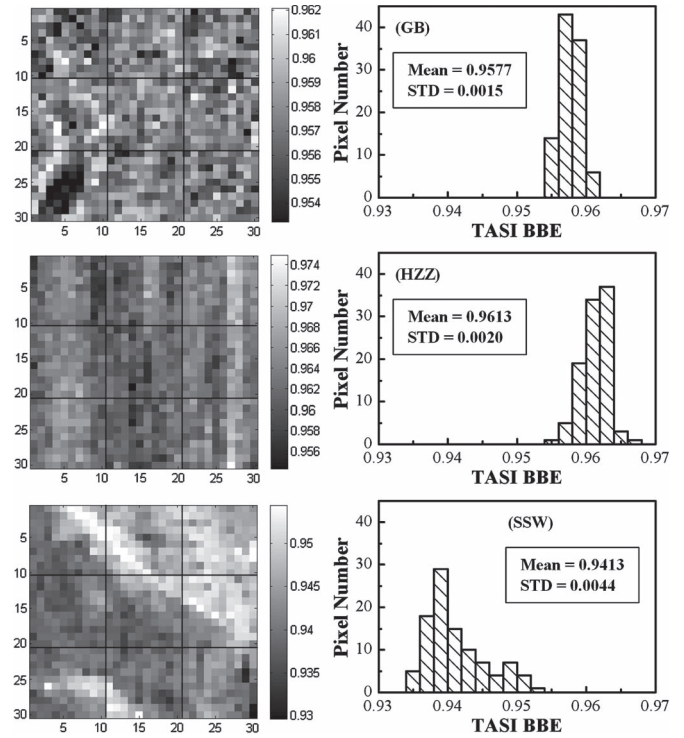 0.962
0.961
0.96
0.959
0.958
0.957
0.956
0.955
0.954
5
10
15
20
25
30
5 10 15 20 25 30
(GB)
Mean = 0.9577
STD = 0.0015
Pixel Number
40
30
20
10
0
0.93 0.94 0.95 0.96 0.97
TASI BBE
0.974
0.972
0.97
0.968
0.966
0.964
0.962
0.96
0.958
0.956
5
10
15
20
25
30
5 10 15 20 25 30
(HZZ)
Mean = 0.9613
STD = 0.0020
Pixel Number
40
30
20
10
0
0.93 0.94 0.95 0.96 0.97
TASI BBE
0.95
0.945
0.94
0.935
0.93
5
10
15
20
25
30
5 10 15 20 25 30
(SSW)
Mean = 0.9413
STD = 0.0044
Pixel Number
40
30
20
10
0
0.93 0.94 0.95 0.96 0.97
TASI BBE